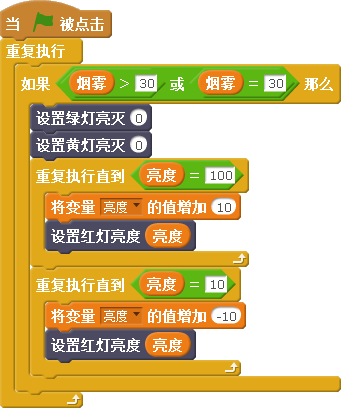 当 被点击
重复执行
如果 烟雾 > 30 或 烟雾 = 30 那么
设置绿灯亮灭 0
设置黄灯亮灭 0
重复执行直到 亮度 = 100
将变量 亮度 的值增加 10
设置红灯亮度 亮度
重复执行直到 亮度 = 10
将变量 亮度 的值增加 -10
设置红灯亮度 亮度